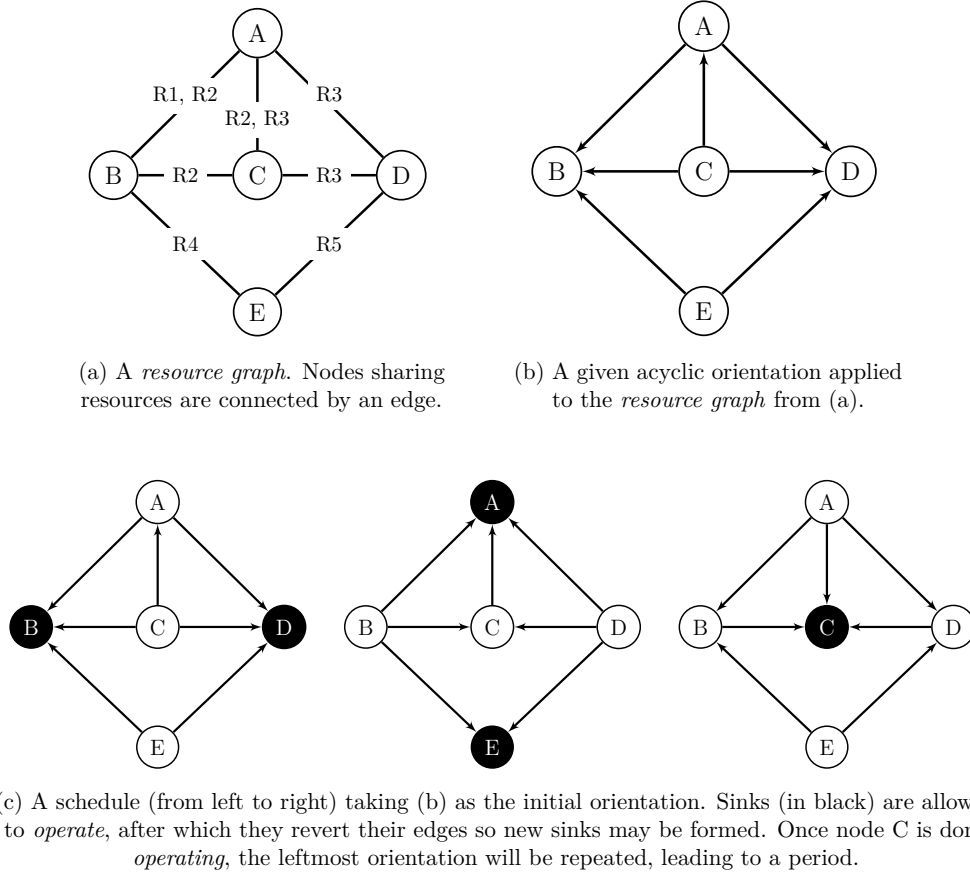 A
R1, R2
R3
R2, R3
B
R2
C
R3
D
R4
R5
E
(a) A resource graph. Nodes sharing
resources are connected by an edge.
A
B
C
D
E
(b) A given acyclic orientation applied
to the resource graph from (a).
A
B
C
D
E
A
B
C
D
E
A
B
C
D
E
(c) A schedule (from left to right) taking (b) as the initial orientation. Sinks (in black) are allow
to operate, after which they revert their edges so new sinks may be formed. Once node C is don
operating, the leftmost orientation will be repeated, leading to a period.